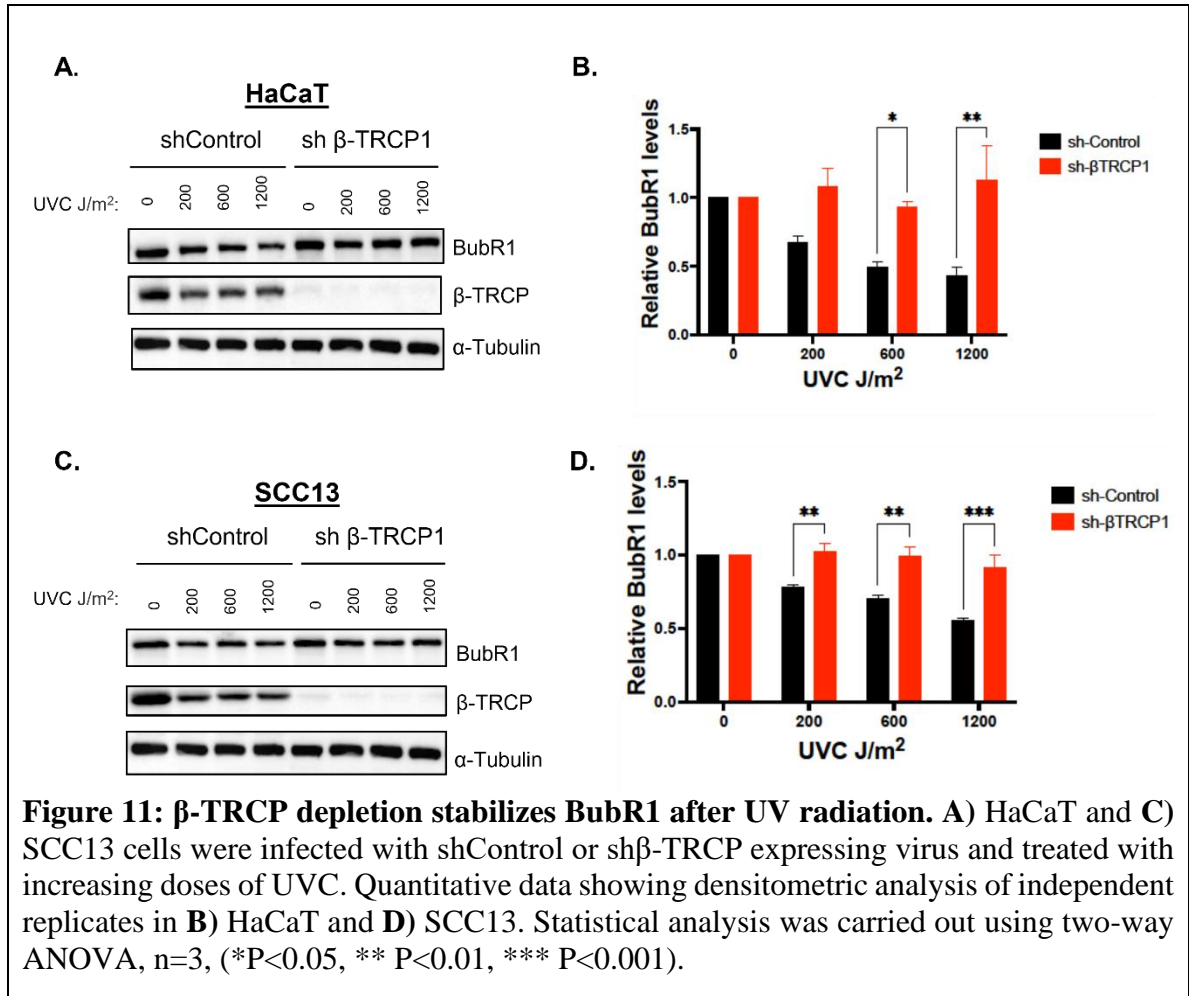 A.
HaCaT
shControl sh β-TRCP1
UVC J/m²: 0 200 600 1200 0 200 600 1200
BubR1
β-TRCP
α-Tubulin
B.
* **
sh-Control
sh-βTRCP1
Relative BubR1 levels
1.5
1.0
0.5
0.0
0 200 600 1200
UVC J/m²
C.
SCC13
shControl sh β-TRCP1
UVC J/m²: 0 200 600 1200 0 200 600 1200
BubR1
β-TRCP
α-Tubulin
D.
** ** ***
sh-Control
sh-βTRCP1
Relative BubR1 levels
1.5
1.0
0.5
0.0
0 200 600 1200
UVC J/m²
Figure 11: β-TRCP depletion stabilizes BubR1 after UV radiation. A) HaCaT and C)
SCC13 cells were infected with shControl or shβ-TRCP expressing virus and treated with
increasing doses of UVC. Quantitative data showing densitometric analysis of independent
replicates in B) HaCaT and D) SCC13. Statistical analysis was carried out using two-way
ANOVA, n=3, (*P<0.05, ** P<0.01, *** P<0.001).